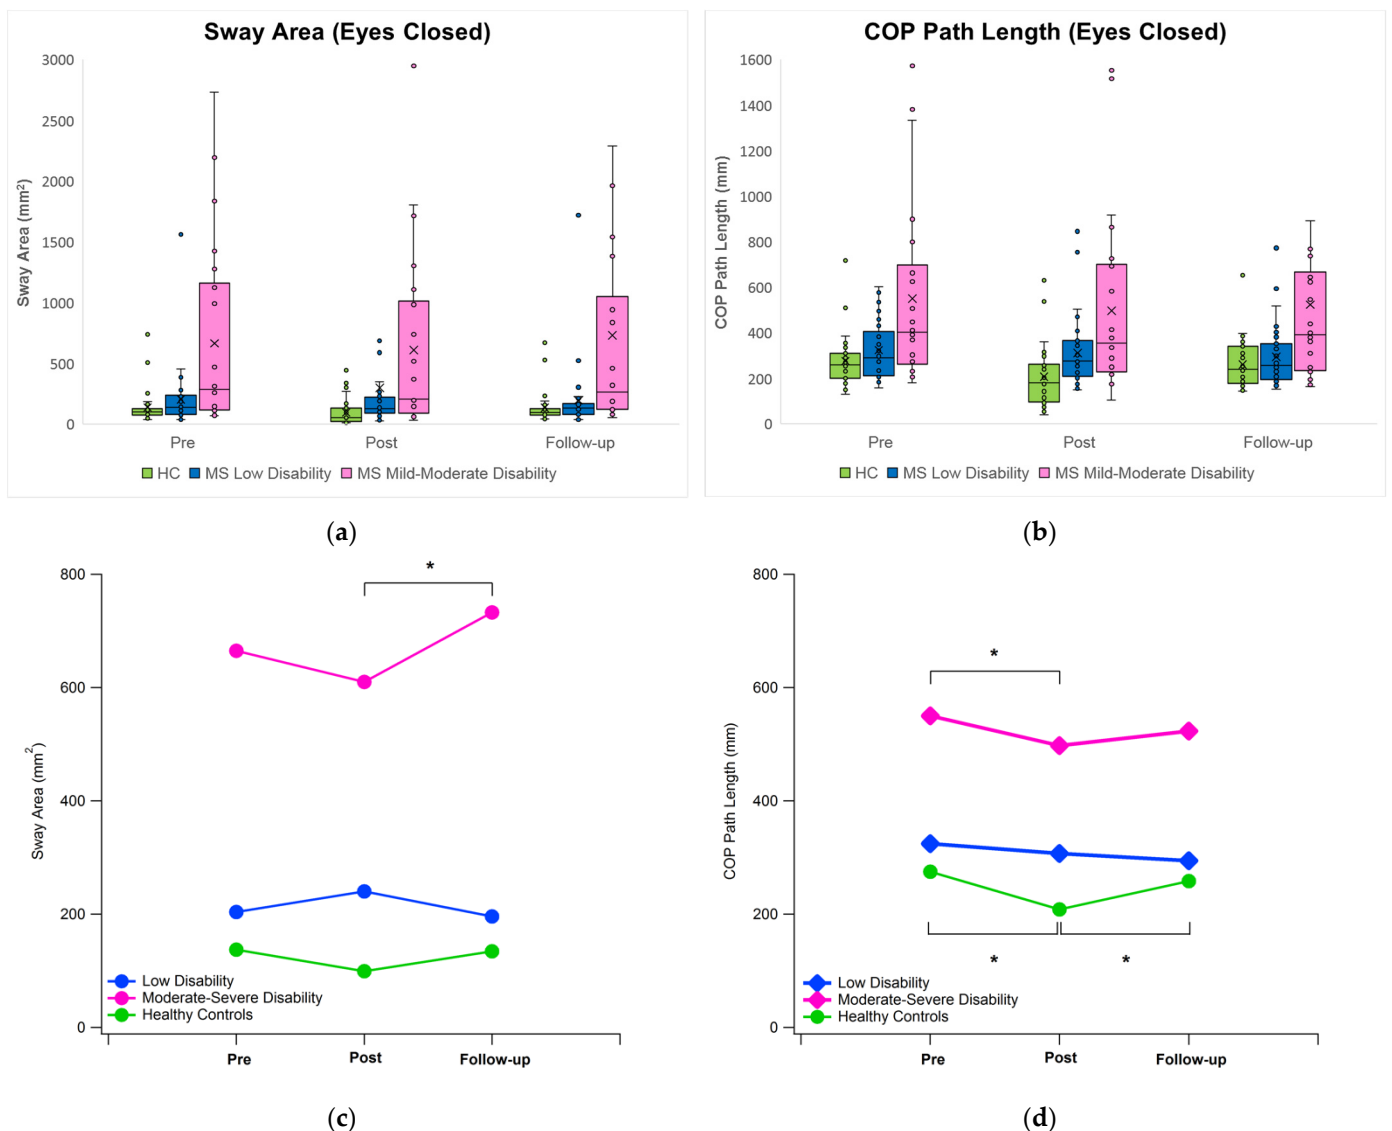 Sway Area (Eyes Closed)
3000
2500
2000
1500
1000
500
0
Sway Area (mm²)
Pre
Post
Follow-up
HC
MS Low Disability
MS Mild-Moderate Disability
(a)
COP Path Length (Eyes Closed)
1600
1400
1200
1000
800
600
400
200
0
COP Path Length (mm)
Pre
Post
Follow-up
HC
MS Low Disability
MS Mild-Moderate Disability
(b)
800
600
400
200
0
Sway Area (mm²)
*
Low Disability
Moderate-Severe Disability
Healthy Controls
Pre
Post
Follow-up
(c)
800
600
400
200
0
COP Path Length (mm)
*
*
*
Low Disability
Moderate-Severe Disability
Healthy Controls
Pre
Post
Follow-up
(d)